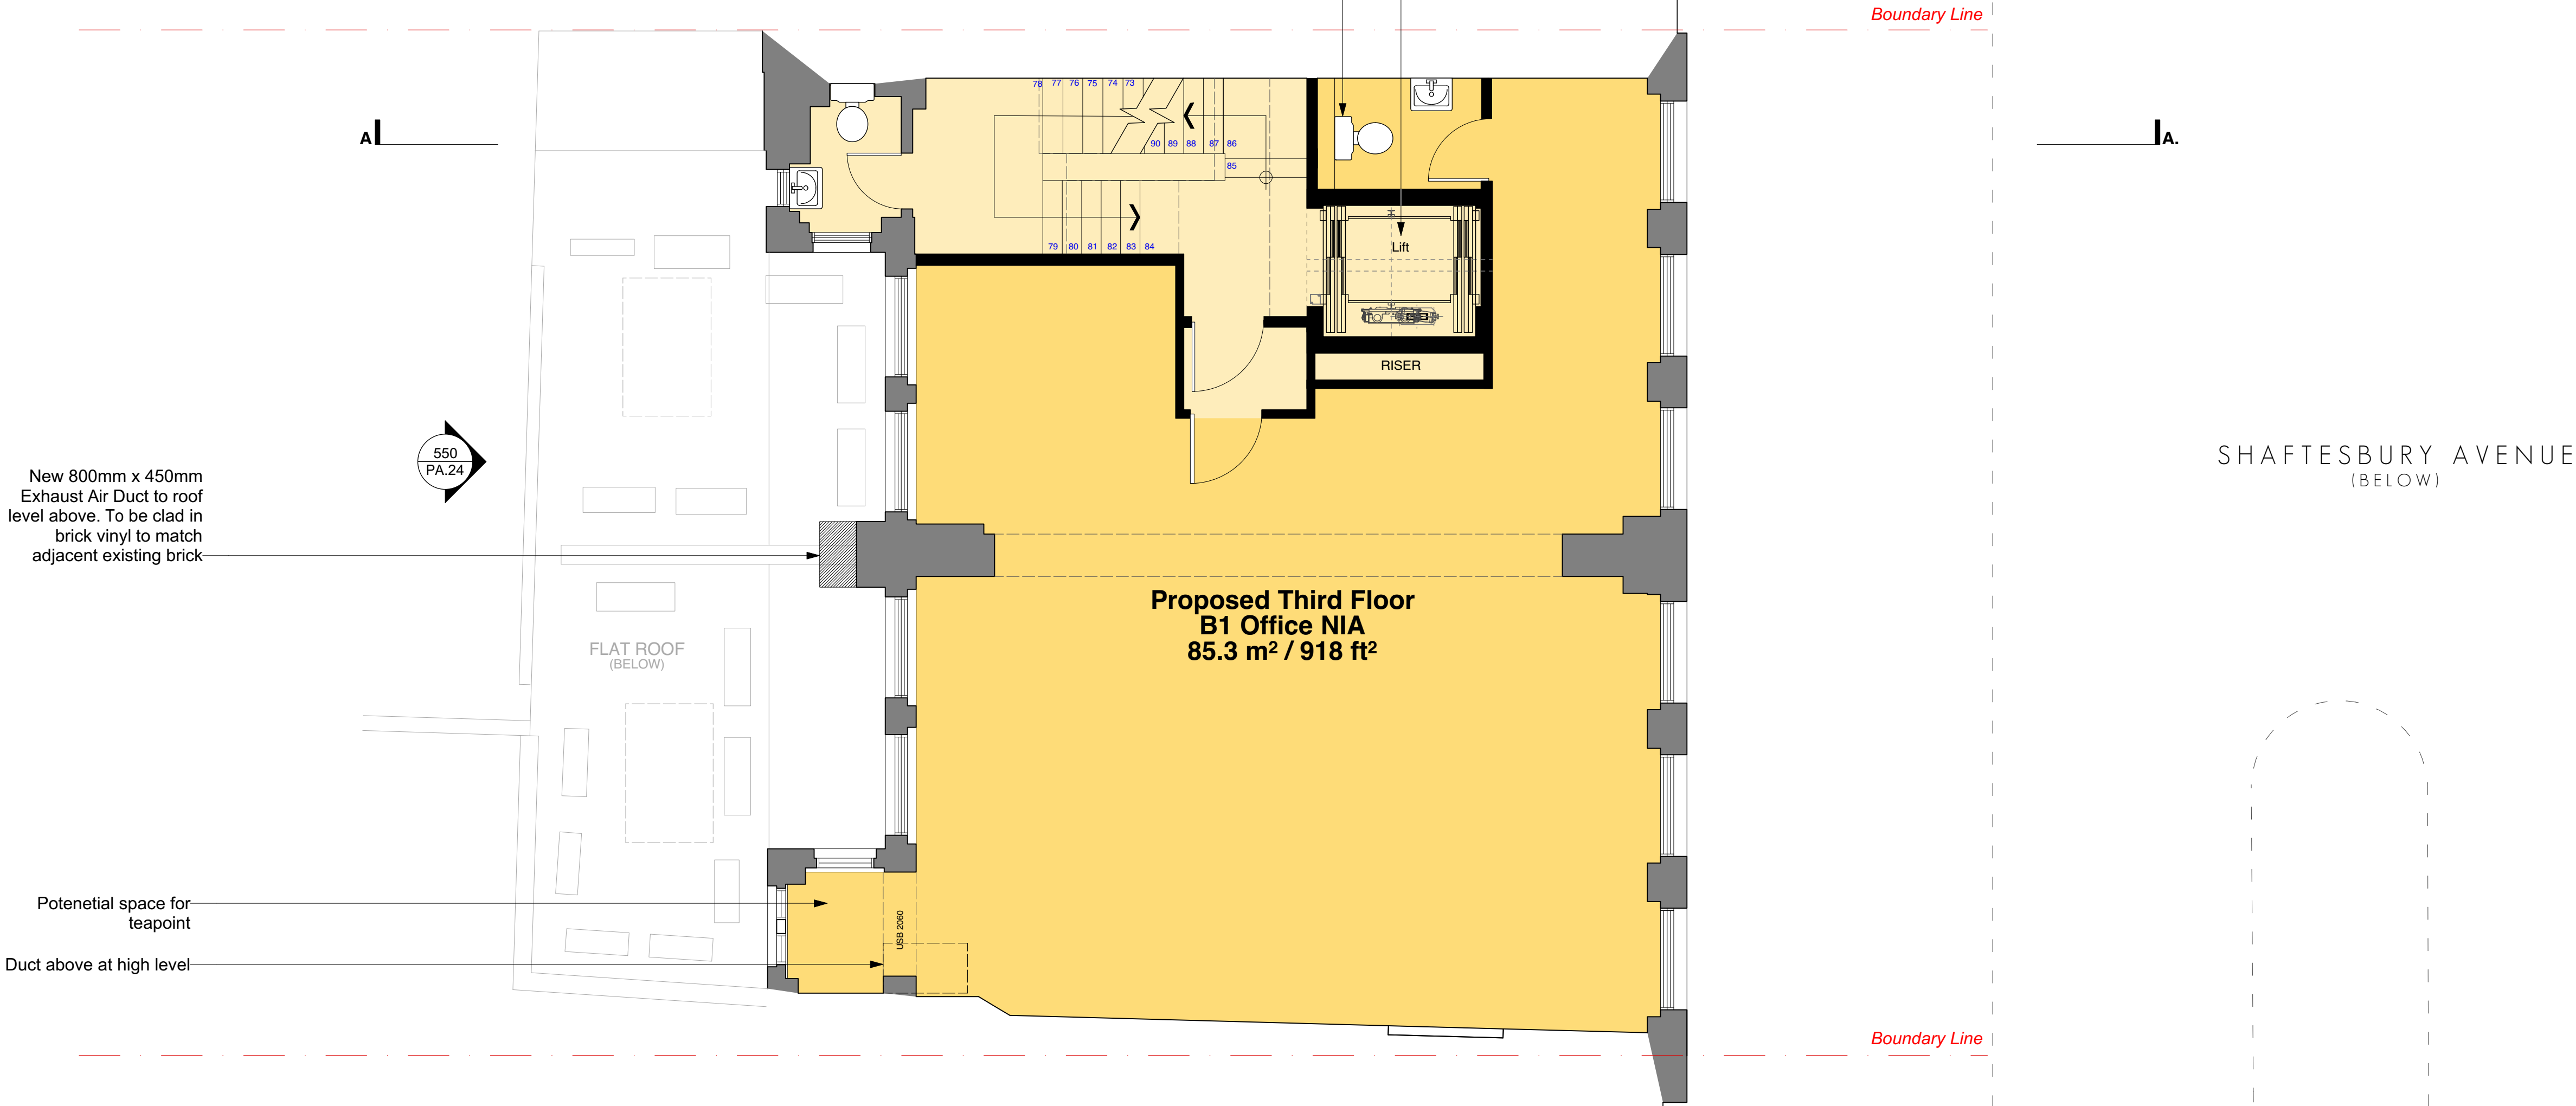 Boundary Line
78 77 76 75 74 73
90 89 88 87 86
85
79 80 81 82 83 84
A
A.
Lift
RISER
550
PA.24
New 800mm x 450mm
Exhaust Air Duct to roof
level above. To be clad in
brick vinyl to match
adjacent existing brick
SHAFTESBURY AVENUE
(BELOW)
Proposed Third Floor
B1 Office NIA
85.3 m² / 918 ft²
FLAT ROOF
(BELOW)
Potenetial space for
teapoint
USB 2060
Duct above at high level
Boundary Line